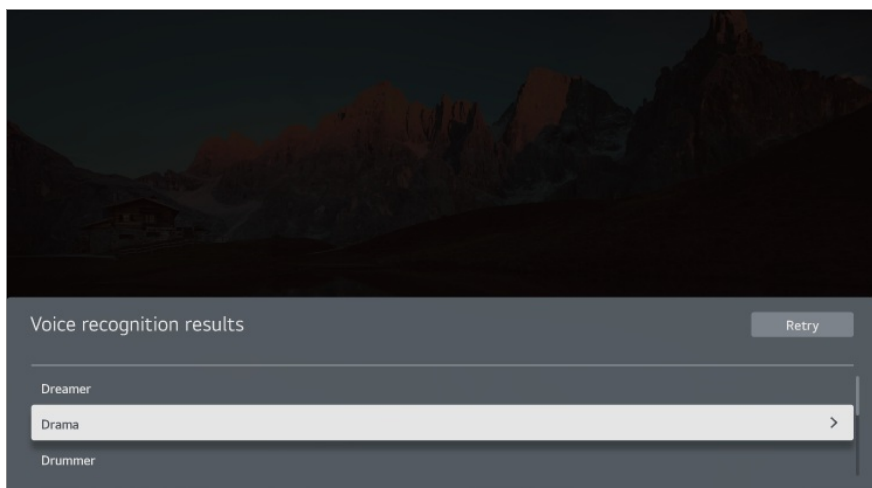 Voice recognition results
Retry
Dreamer
Drama
Drummer